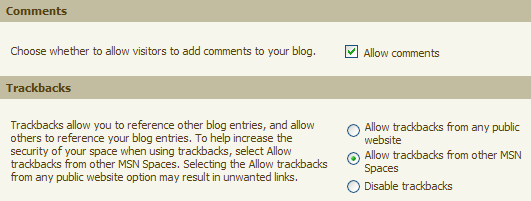 Comments
Choose whether to allow visitors to add comments to your blog.
Allow comments
Trackbacks
Trackbacks allow you to reference other blog entries, and allow
others to reference your blog entries. To help increase the
security of your space when using trackbacks, select Allow
trackbacks from other MSN Spaces. Selecting the Allow trackbacks
from any public website option may result in unwanted links.
Allow trackbacks from any public
website
Allow trackbacks from other MSN
Spaces
Disable trackbacks